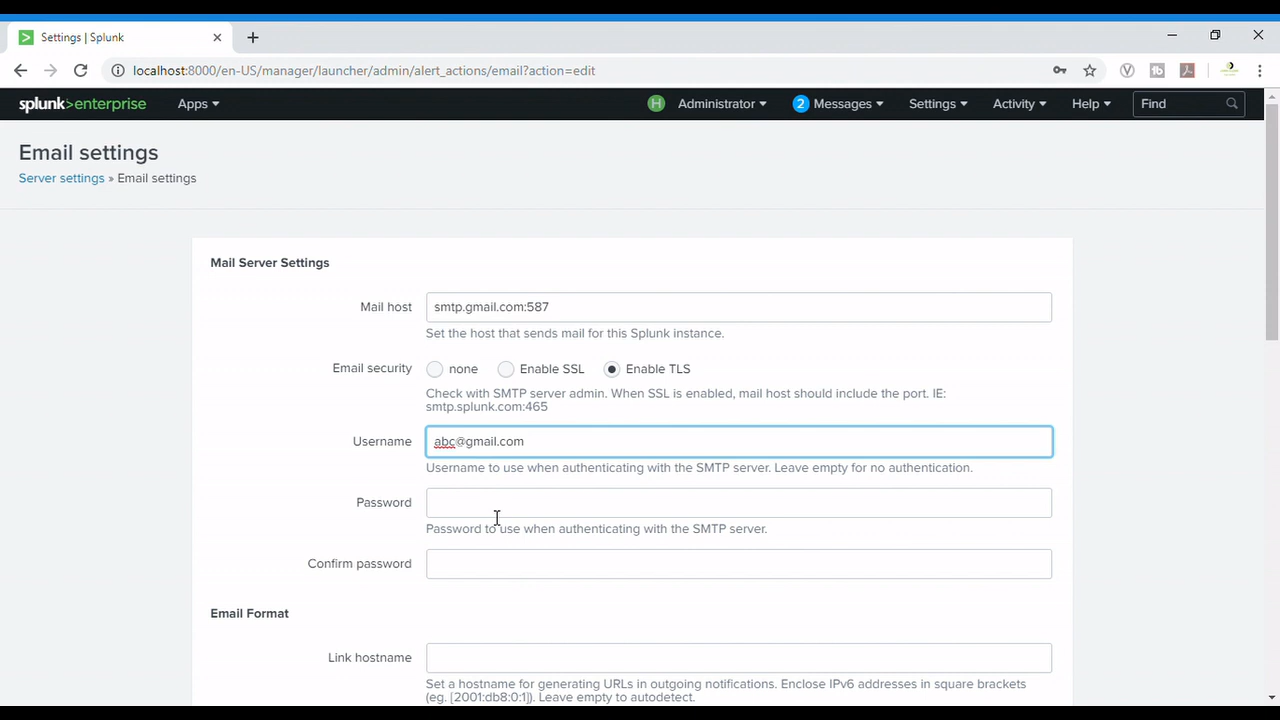 Settings | Splunk
localhost:8000/en-US/manager/launcher/admin/alert_actions/email?action=edit
splunk>enterprise Apps H Administrator 2 Messages Settings Activity Help Find
Email settings
Server settings » Email settings
Mail Server Settings
Mail host smtp.gmail.com:587
Set the host that sends mail for this Splunk instance.
Email security none Enable SSL Enable TLS
Check with SMTP server admin. When SSL is enabled, mail host should include the port. IE:
smtp.splunk.com:465
Username abc@gmail.com
Username to use when authenticating with the SMTP server. Leave empty for no authentication.
Password
Password to use when authenticating with the SMTP server.
Confirm password
Email Format
Link hostname
Set a hostname for generating URLs in outgoing notifications. Enclose IPv6 addresses in square brackets
(eg. [2001:db8:0:1]). Leave empty to autodetect.